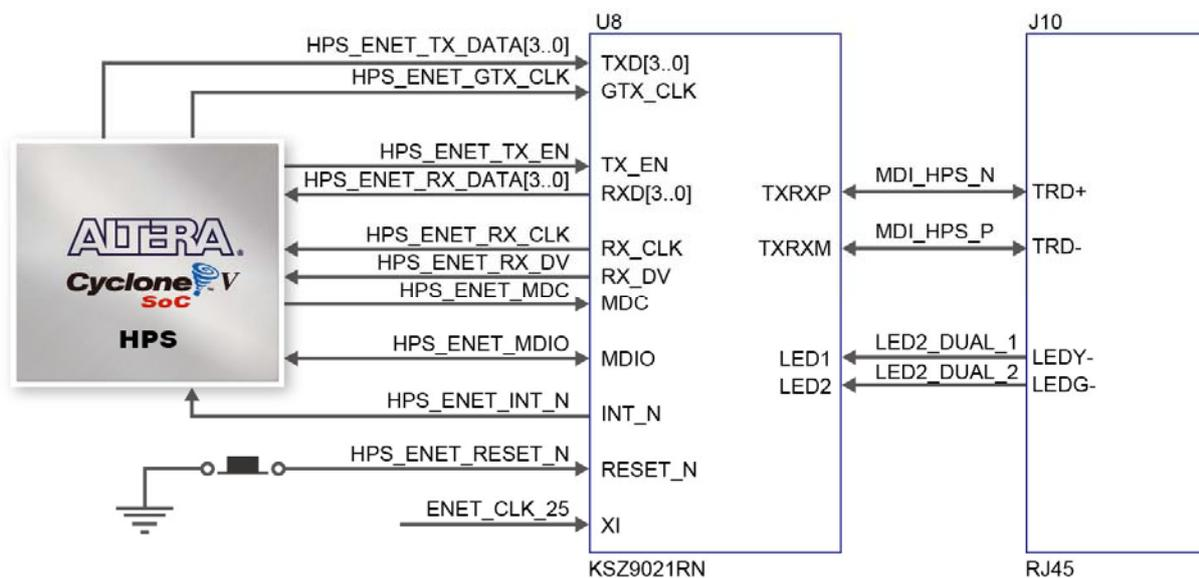 U8
J10
HPS_ENET_TX_DATA[3..0]
TXD[3..0]
HPS_ENET_GTX_CLK
GTX_CLK
HPS_ENET_TX_EN
TX_EN
HPS_ENET_RX_DATA[3..0]
RXD[3..0]
TXRXP
MDI_HPS_N
TRD+
ALTERA®
Cyclone V
SoC
HPS
HPS_ENET_RX_CLK
RX_CLK
TXRXM
MDI_HPS_P
TRD-
HPS_ENET_RX_DV
RX_DV
HPS_ENET_MDC
MDC
HPS_ENET_MDIO
MDIO
LED1
LED2_DUAL_1
LEDY-
LED2
LED2_DUAL_2
LEDG-
HPS_ENET_INT_N
INT_N
HPS_ENET_RESET_N
RESET_N
ENET_CLK_25
XI
KSZ9021RN
RJ45